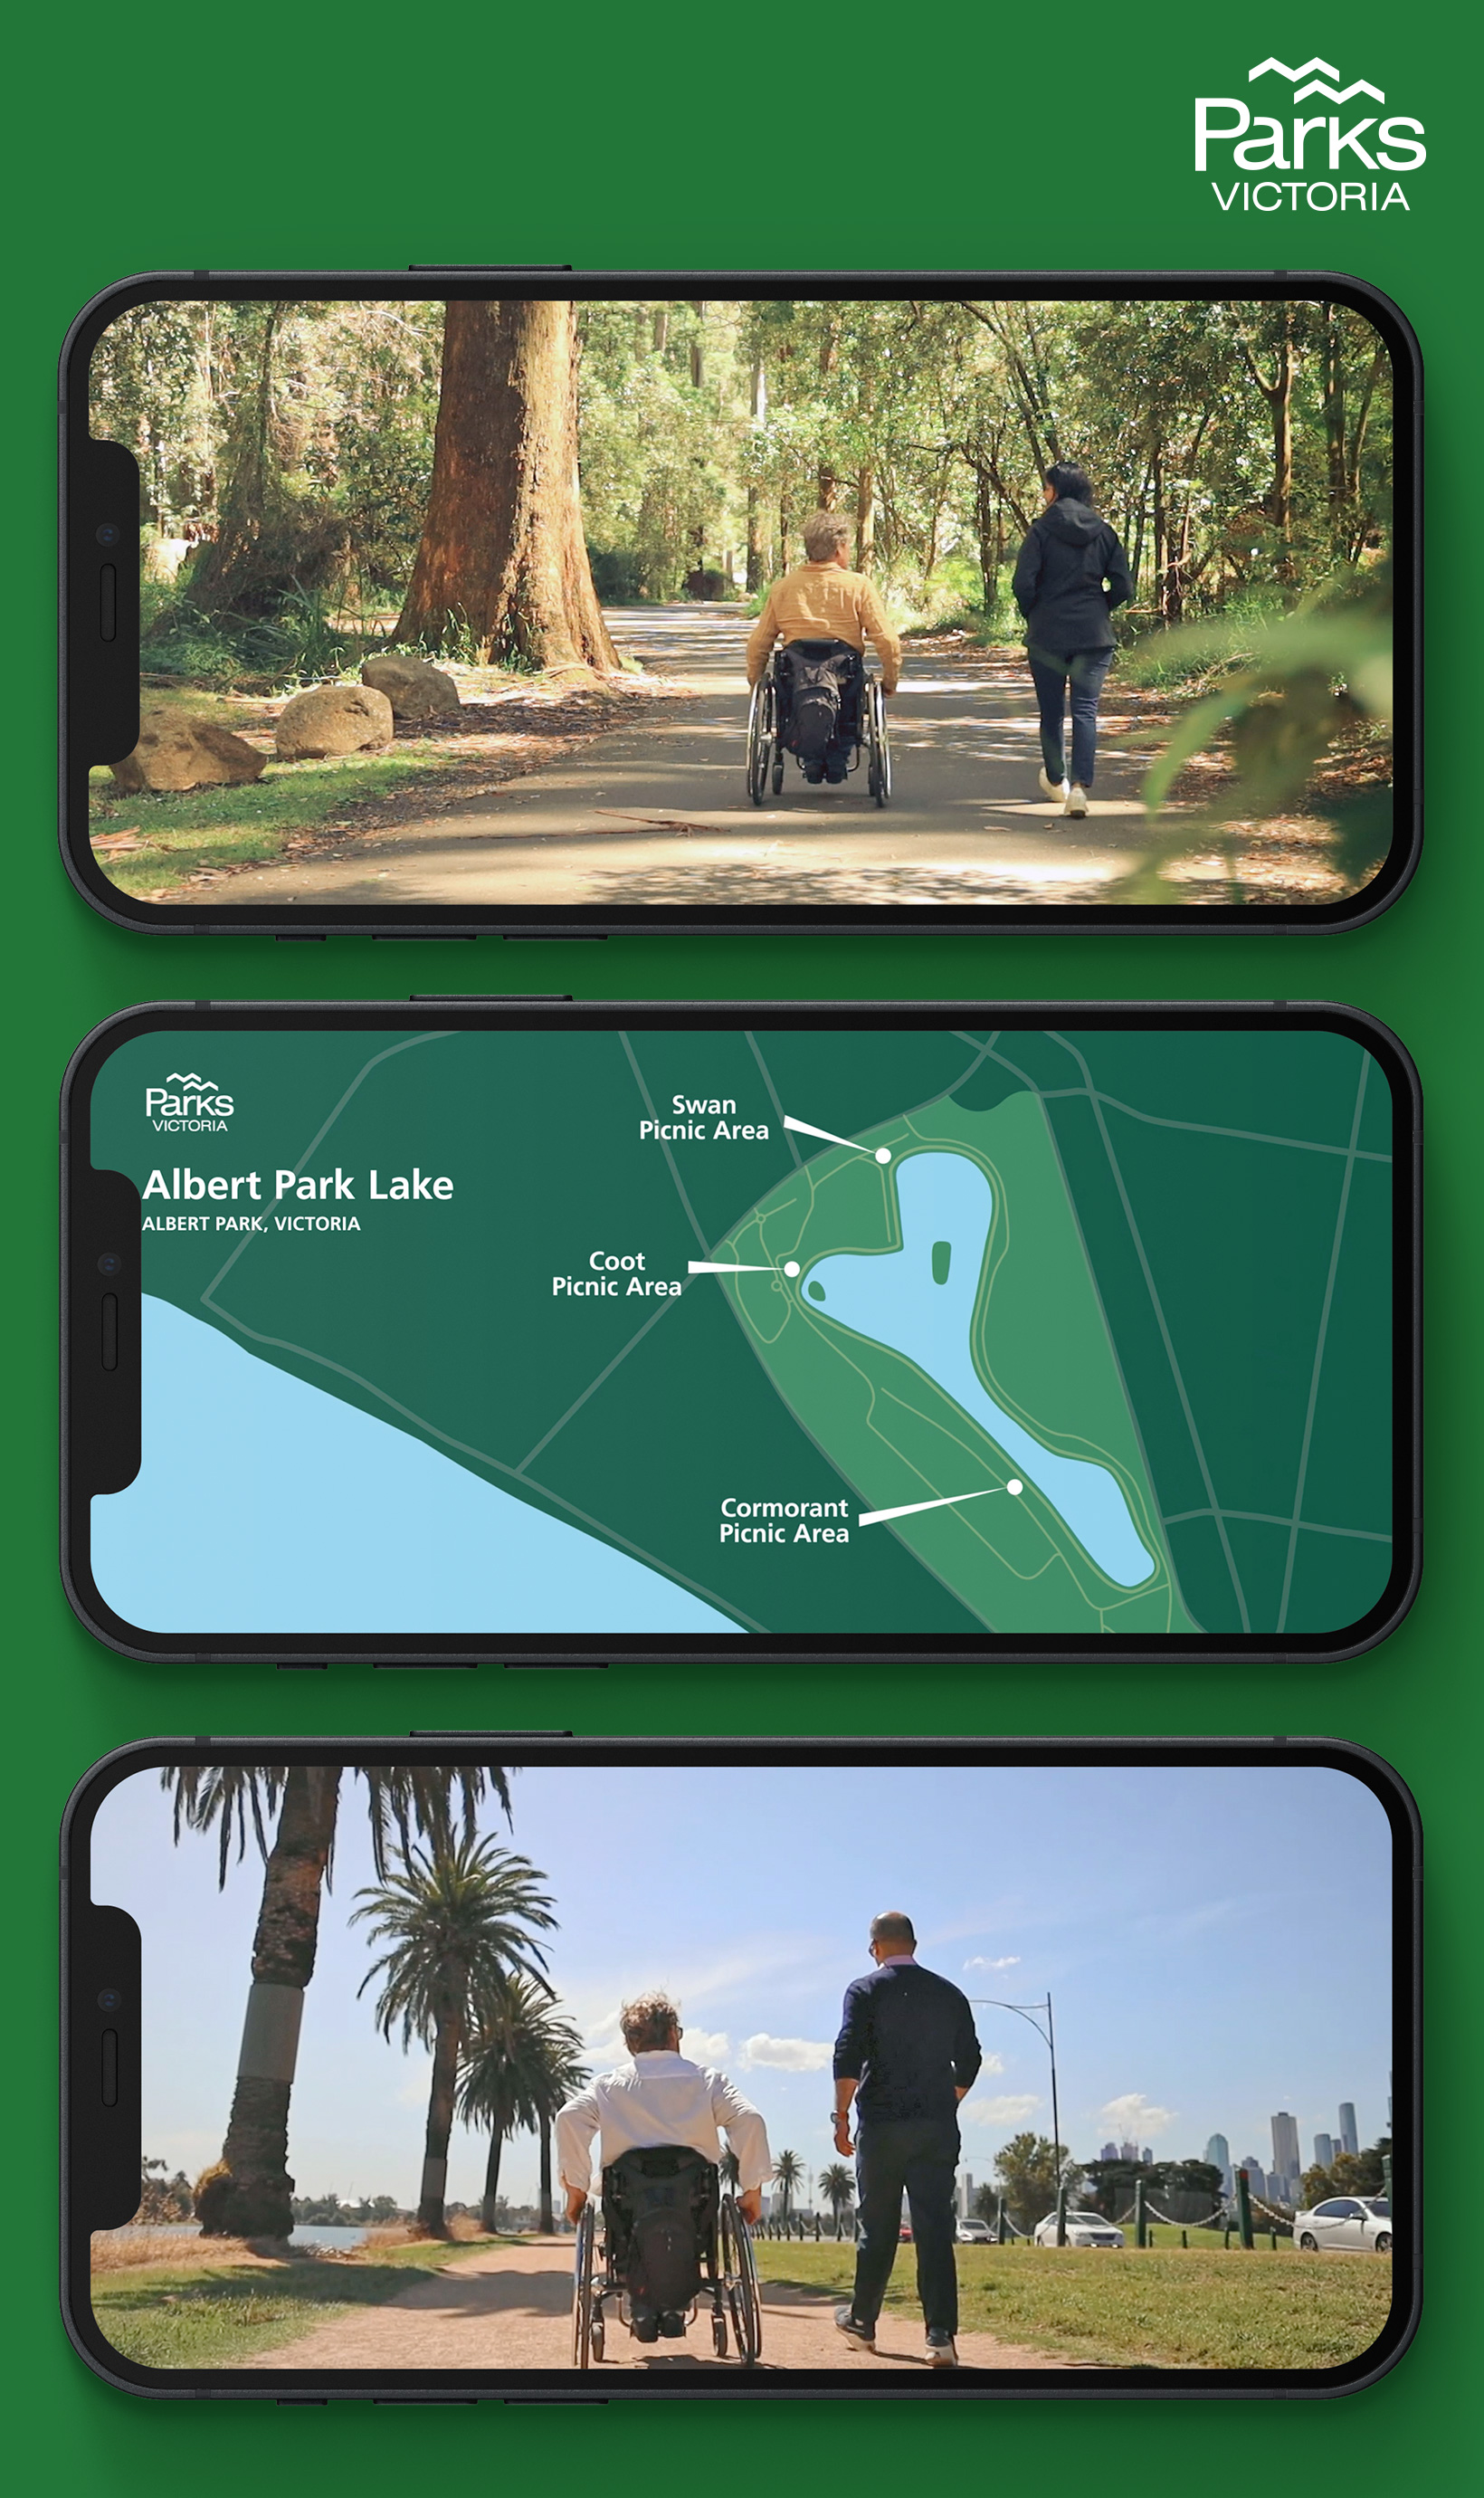 Parks
VICTORIA
Parks
VICTORIA
Albert Park Lake
ALBERT PARK, VICTORIA
Swan
Picnic Area
Coot
Picnic Area
Cormorant
Picnic Area